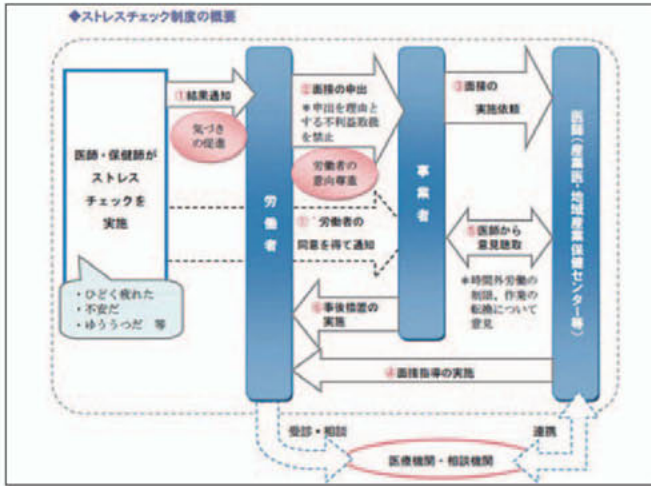 ◆ストレスチェック制度の概要
医師・保健師が
ストレス
チェックを
実施
・ひどく疲れた
・不安だ
・ゆううつだ 等
①結果通知
気づき
の促進
労働者
②面接の申出
＊申出を理由と
する不利益取扱
を禁止
労働者の
意向尊重
②´労働者の
同意を得て通知
⑥事後措置の
実施
事業者
③面接の
実施依頼
⑤医師から
意見聴取
＊時間外労働の
制限、作業の
転換について
意見
④面接指導の実施
医師（産業医・地域産業保健センター等）
受診・相談
医療機関・相談機関
連携